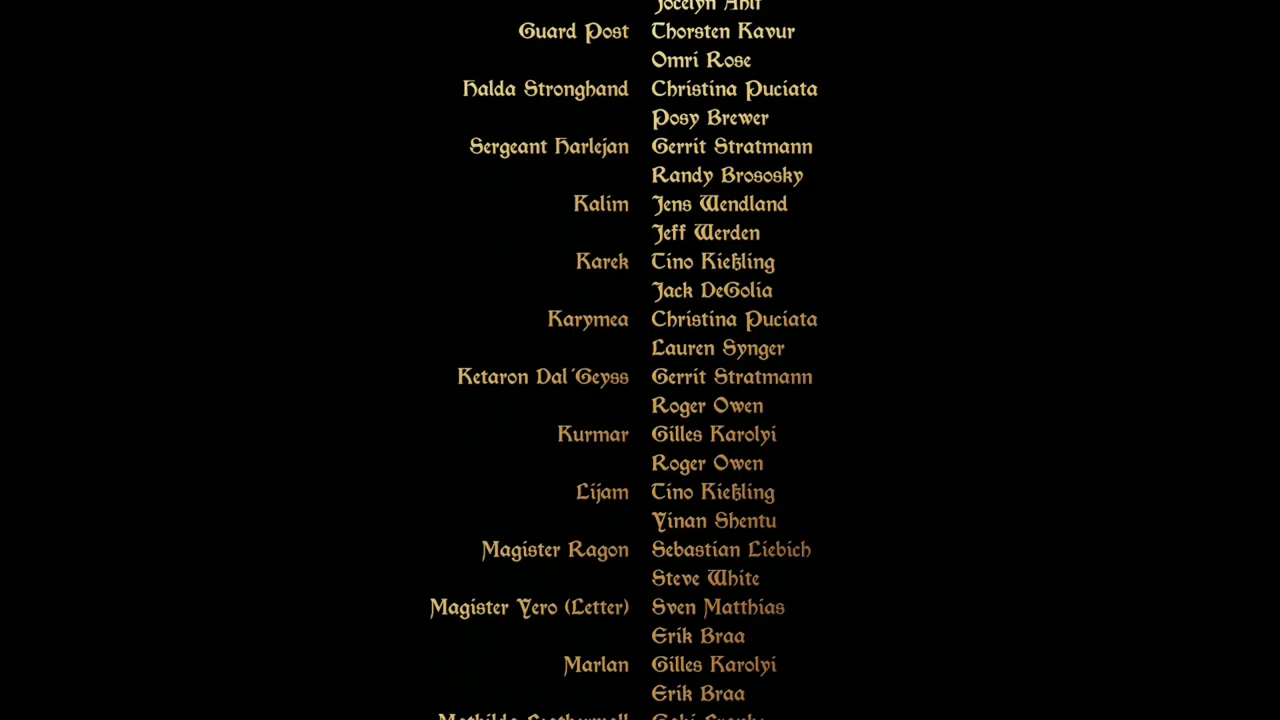 Guard Post Thorsten Kavur
Omri Rose
Halda Stronghand Christina Puciata
Posy Brewer
Sergeant Harlejan Gerrit Stratmann
Randy Brososky
Kalim Jens Wendland
Jeff Werden
Karek Tino Kießling
Jack DeGolia
Karymea Christina Puciata
Lauren Synger
Ketaron Dal´Geyss Gerrit Stratmann
Roger Owen
Kurmar Gilles Karolyi
Roger Owen
Lijam Tino Kießling
Yinan Shentu
Magister Ragon Sebastian Liebich
Steve White
Magister Yero (Letter) Sven Matthias
Erik Braa
Marlan Gilles Karolyi
Erik Braa